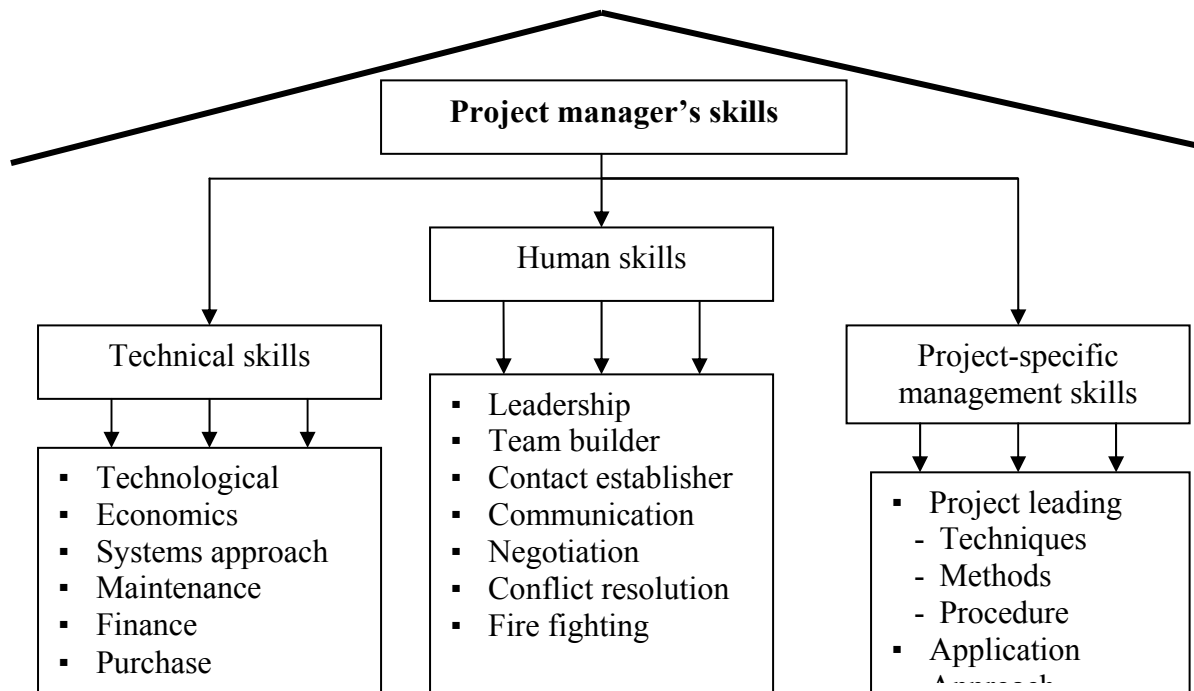 Project manager’s skills
Human skills
Technical skills
Project-specific
management skills
▪ Technological
▪ Economics
▪ Systems approach
▪ Maintenance
▪ Finance
▪ Purchase
▪ Leadership
▪ Team builder
▪ Contact establisher
▪ Communication
▪ Negotiation
▪ Conflict resolution
▪ Fire fighting
▪ Project leading
- Techniques
- Methods
- Procedure
▪ Application